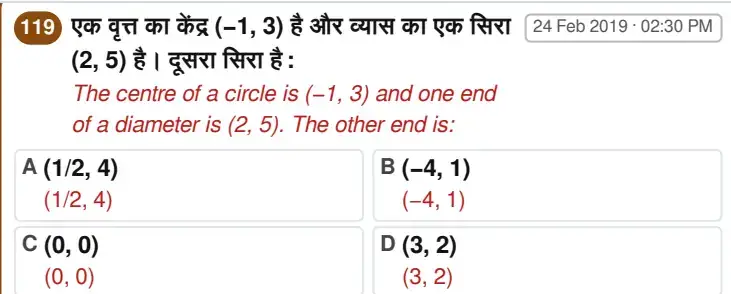 119 एक वृत्त का केंद्र (–1, 3) है और व्यास का एक सिरा 24 Feb 2019 · 02:30 PM
(2, 5) है। दूसरा सिरा है :
The centre of a circle is (–1, 3) and one end
of a diameter is (2, 5). The other end is:
A (1/2, 4) B (–4, 1)
(1/2, 4) (–4, 1)
C (0, 0) D (3, 2)
(0, 0) (3, 2)